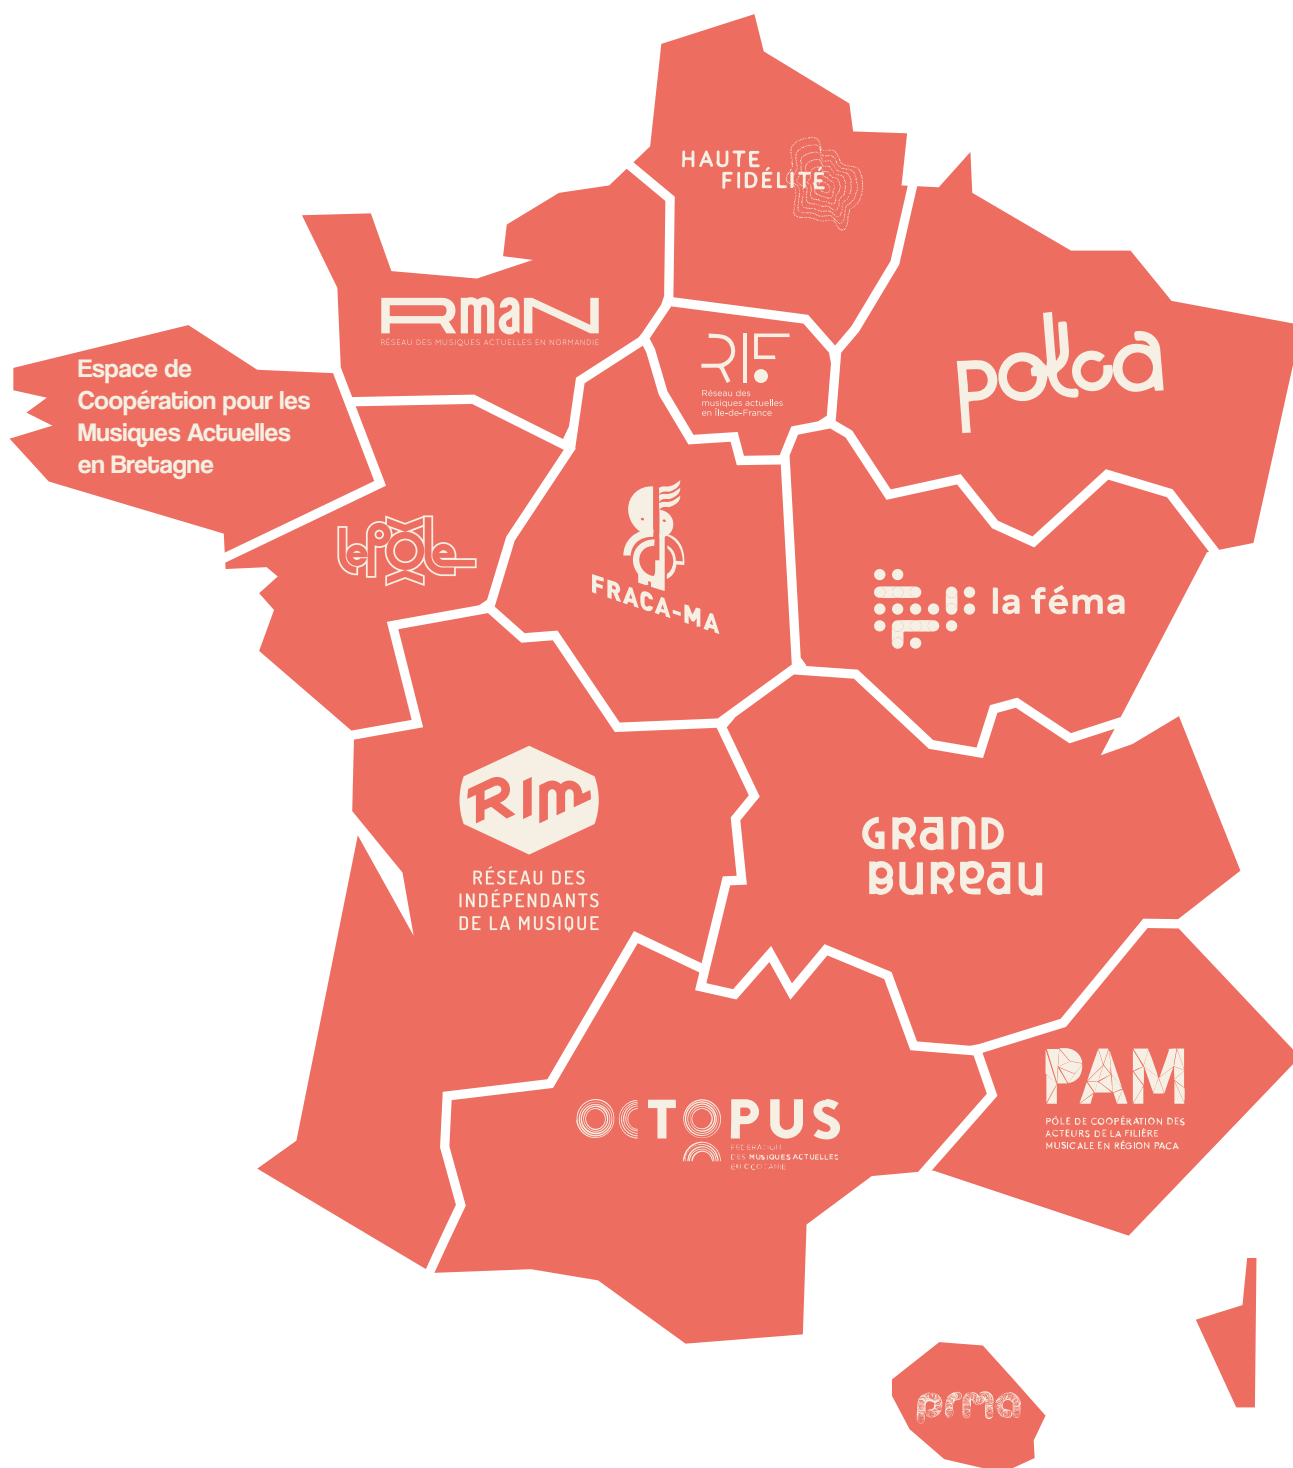 HAUTE
FIDÉLITÉ
RMAN
RÉSEAU DES MUSIQUES ACTUELLES EN NORMANDIE
RIF
Réseau des
musiques actuelles
en Île-de-France
POLCA
Espace de
Coopération pour les
Musiques Actuelles
en Bretagne
le PÔLe
FRACA-MA
la féma
RIM
RÉSEAU DES
INDÉPENDANTS
DE LA MUSIQUE
GRAND
BUREAU
OCTOPUS
FÉDÉRATION
DES MUSIQUES ACTUELLES
EN OCCITANIE
PAM
PÔLE DE COOPÉRATION DES
ACTEURS DE LA FILIÈRE
MUSICALE EN RÉGION PACA
prma